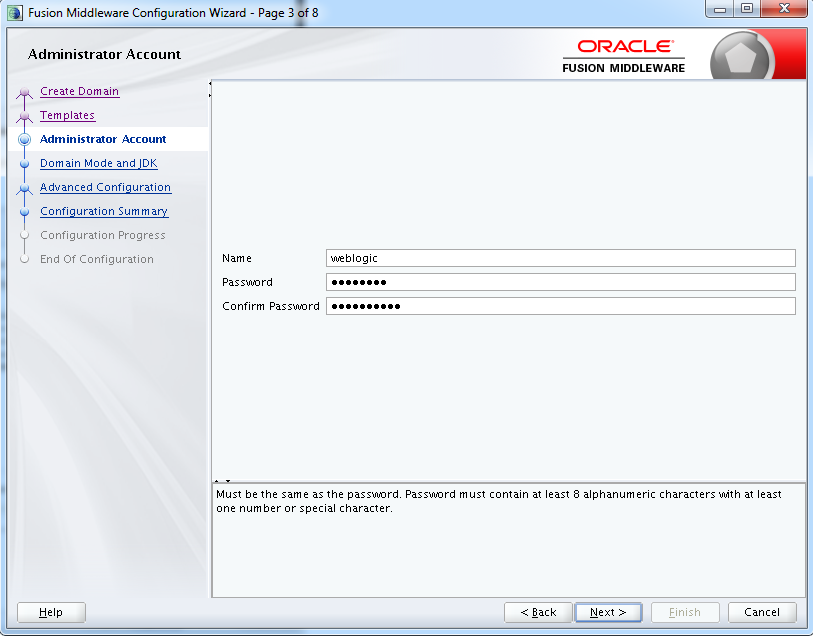 Fusion Middleware Configuration Wizard - Page 3 of 8
Administrator Account
ORACLE®
FUSION MIDDLEWARE
Create Domain
Templates
Administrator Account
Domain Mode and JDK
Advanced Configuration
Configuration Summary
Configuration Progress
End Of Configuration
Name weblogic
Password ●●●●●●●●
Confirm Password ●●●●●●●●●●
Must be the same as the password. Password must contain at least 8 alphanumeric characters with at least
one number or special character.
Help < Back Next > Finish Cancel